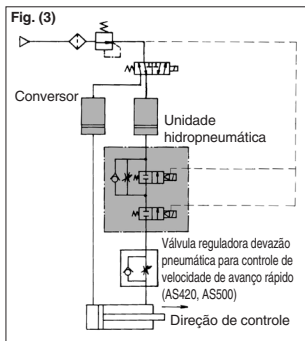 Fig. (3)
Conversor
Unidade
hidropneumática
Válvula reguladora devazão
pneumática para controle de
velocidade de avanço rápido
(AS420, AS500)
Direção de controle